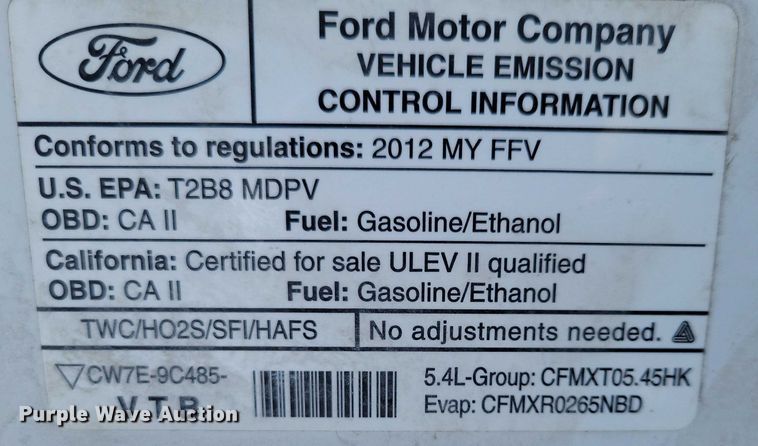 Ford
Ford Motor Company
VEHICLE EMISSION
CONTROL INFORMATION
Conforms to regulations: 2012 MY FFV
U.S. EPA: T2B8 MDPV
OBD: CA II Fuel: Gasoline/Ethanol
California: Certified for sale ULEV II qualified
OBD: CA II Fuel: Gasoline/Ethanol
TWC/HO2S/SFI/HAFS
No adjustments needed.
CW7E-9C485-
V T B
5.4L-Group: CFMXT05.45HK
Evap: CFMXR0265NBD
Purple Wave Auction